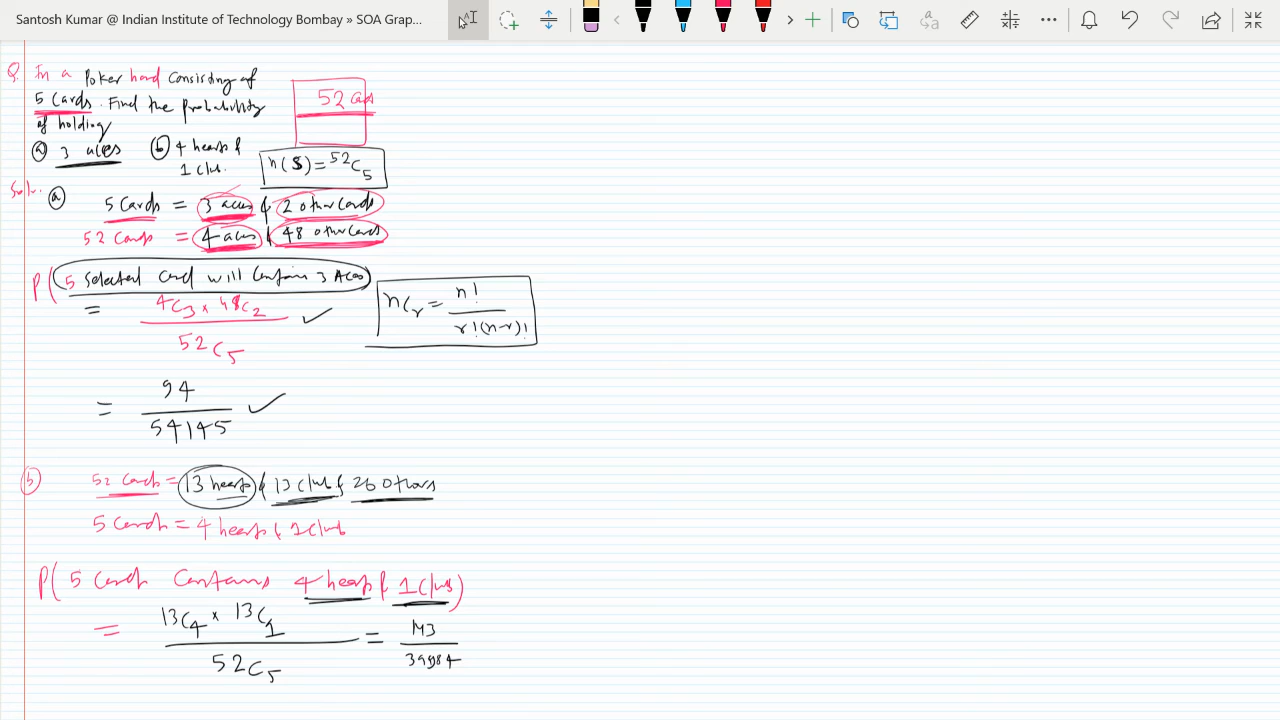 Santosh Kumar @ Indian Institute of Technology Bombay » SOA Grap...
Q. In a Poker hand consisting of
5 Cards. Find the probability
of holding
(a) 3 aces (b) 4 hearts &
1 club.
52 cards
n(S) = 52C5
Soln. (a)
5 Cards = 3 aces & 2 other cards
52 Cards = 4 aces & 48 other cards
P(5 Selected card will contain 3 Aces)
= 4C3 × 48C2
52C5
nCr = n!
r!(n-r)!
= 94
54145
(b) 52 cards = 13 hearts & 13 club & 26 others
5 Cards = 4 hearts & 1 club
P(5 Cards Contains 4 hearts & 1 club)
= 13C4 × 13C1
52C5
= 143
39984